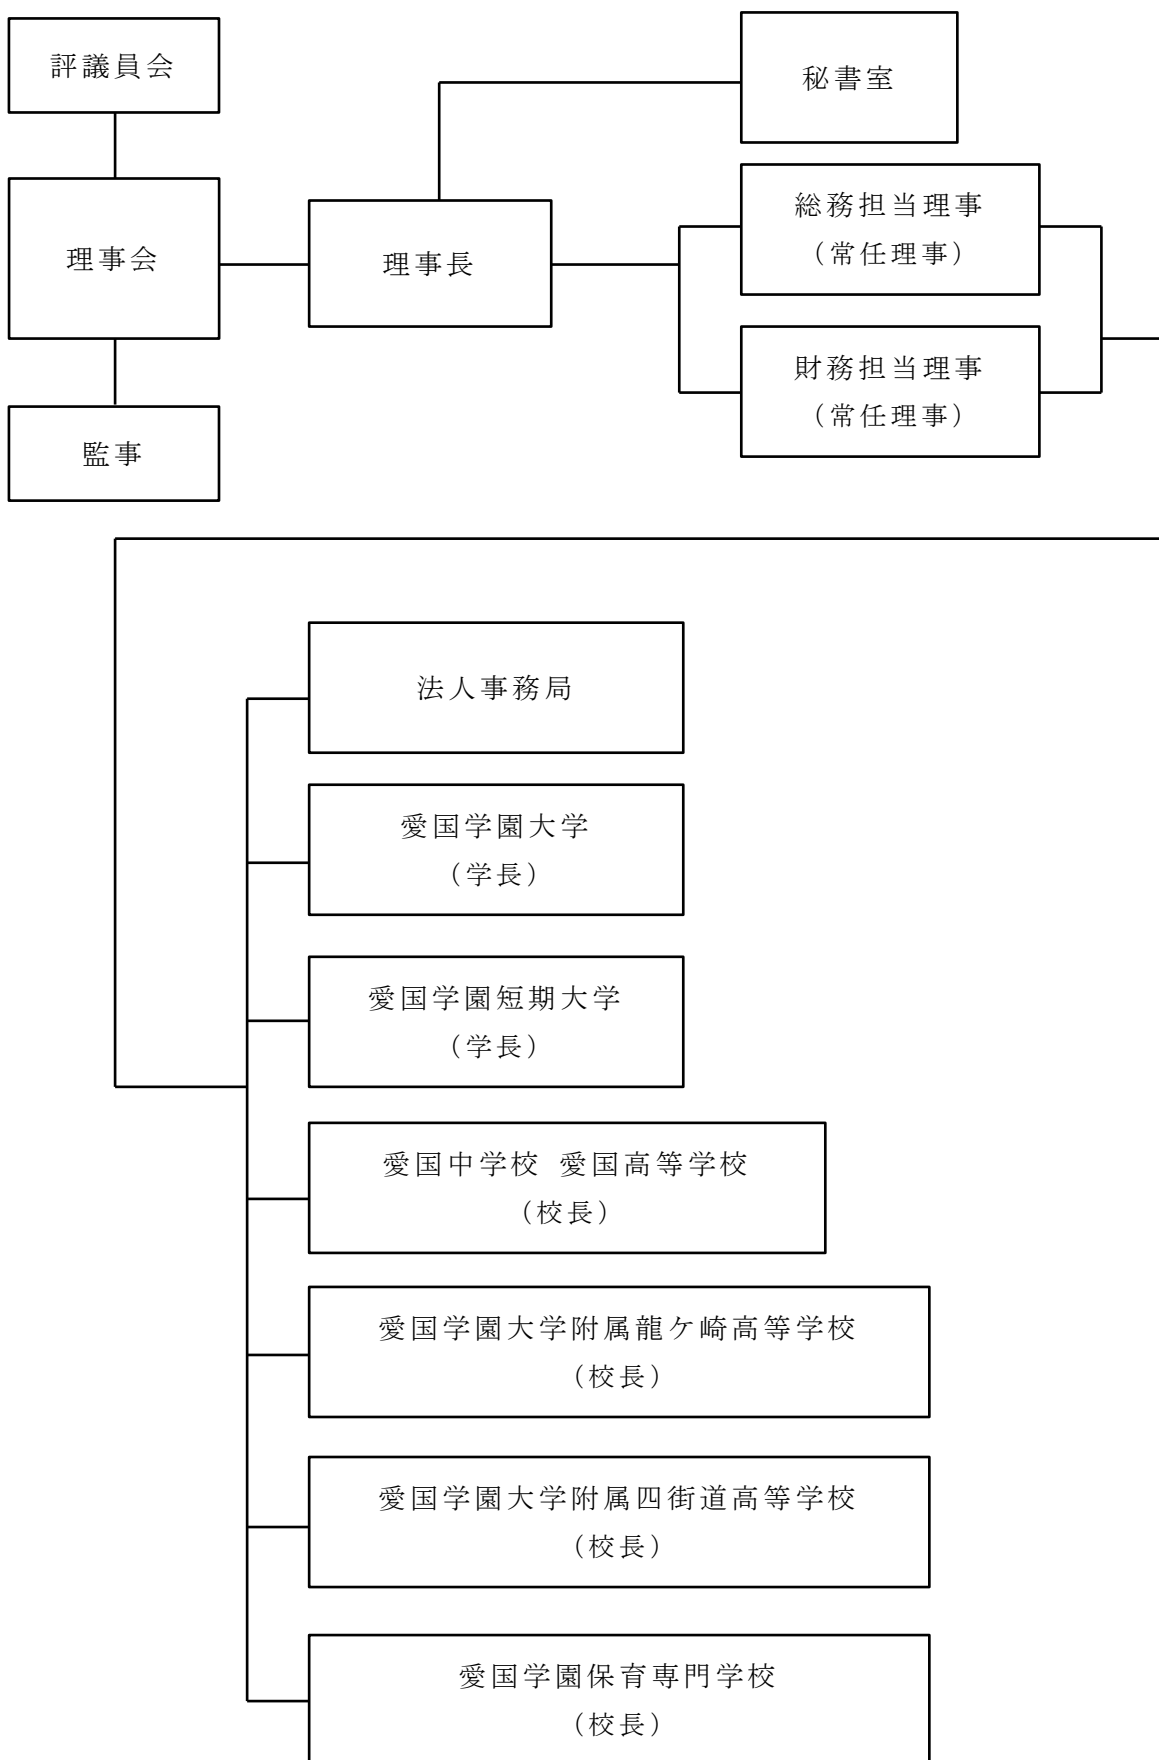 評議員会
秘書室
理事会
理事長
総務担当理事
（常任理事）
財務担当理事
（常任理事）
監事
法人事務局
愛国学園大学
（学長）
愛国学園短期大学
（学長）
愛国中学校 愛国高等学校
（校長）
愛国学園大学附属龍ケ崎高等学校
（校長）
愛国学園大学附属四街道高等学校
（校長）
愛国学園保育専門学校
（校長）